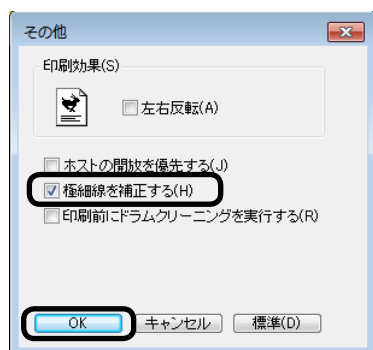 その他
印刷効果(S)
左右反転(A)
ホストの開放を優先する(J)
極細線を補正する(H)
印刷前にドラムクリーニングを実行する(R)
OK キャンセル 標準(D)